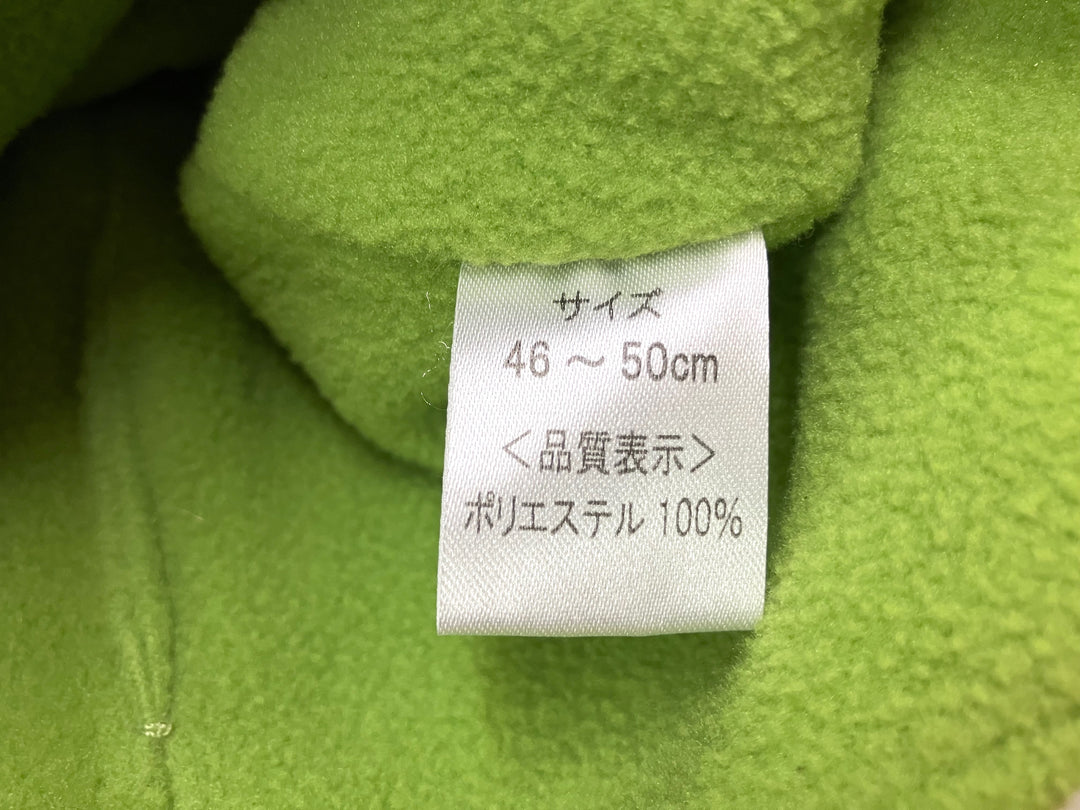 サイズ
46 ～ 50cm
＜品質表示＞
ポリエステル 100%